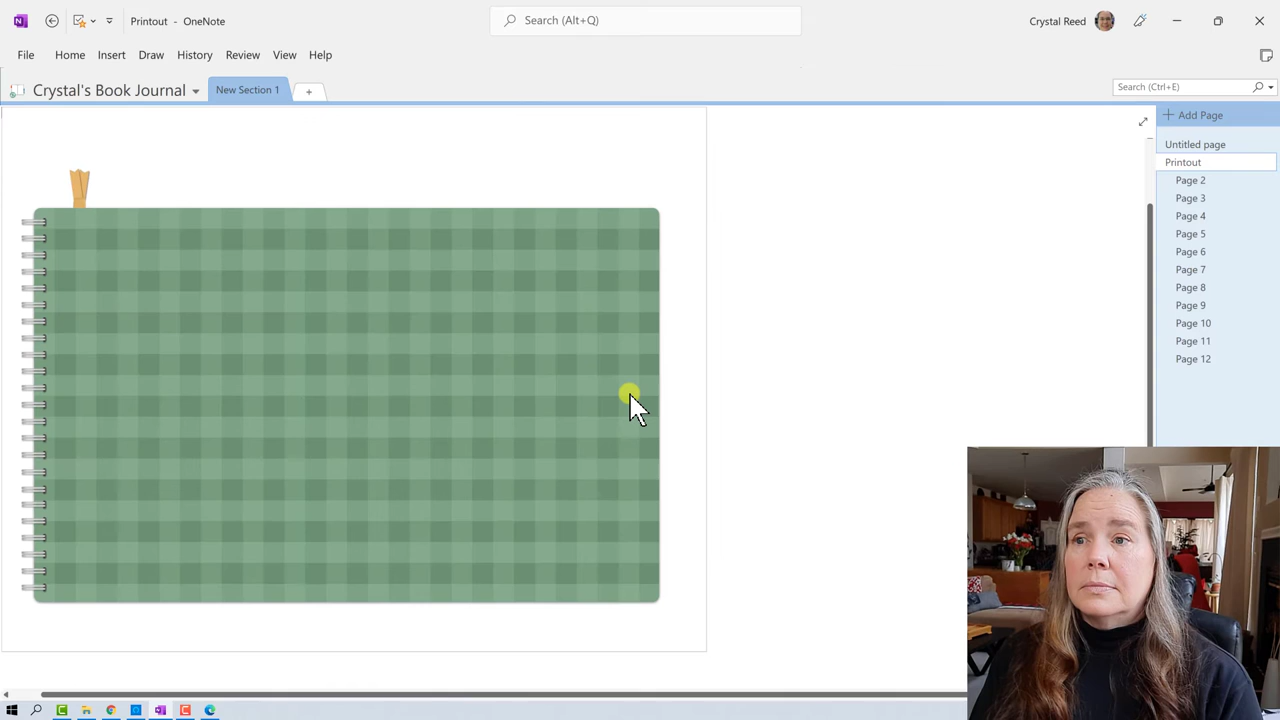 Printout - OneNote
Search (Alt+Q)
Crystal Reed
File Home Insert Draw History Review View Help
Crystal's Book Journal
New Section 1
Search (Ctrl+E)
Add Page
Untitled page
Printout
Page 2
Page 3
Page 4
Page 5
Page 6
Page 7
Page 8
Page 9
Page 10
Page 11
Page 12